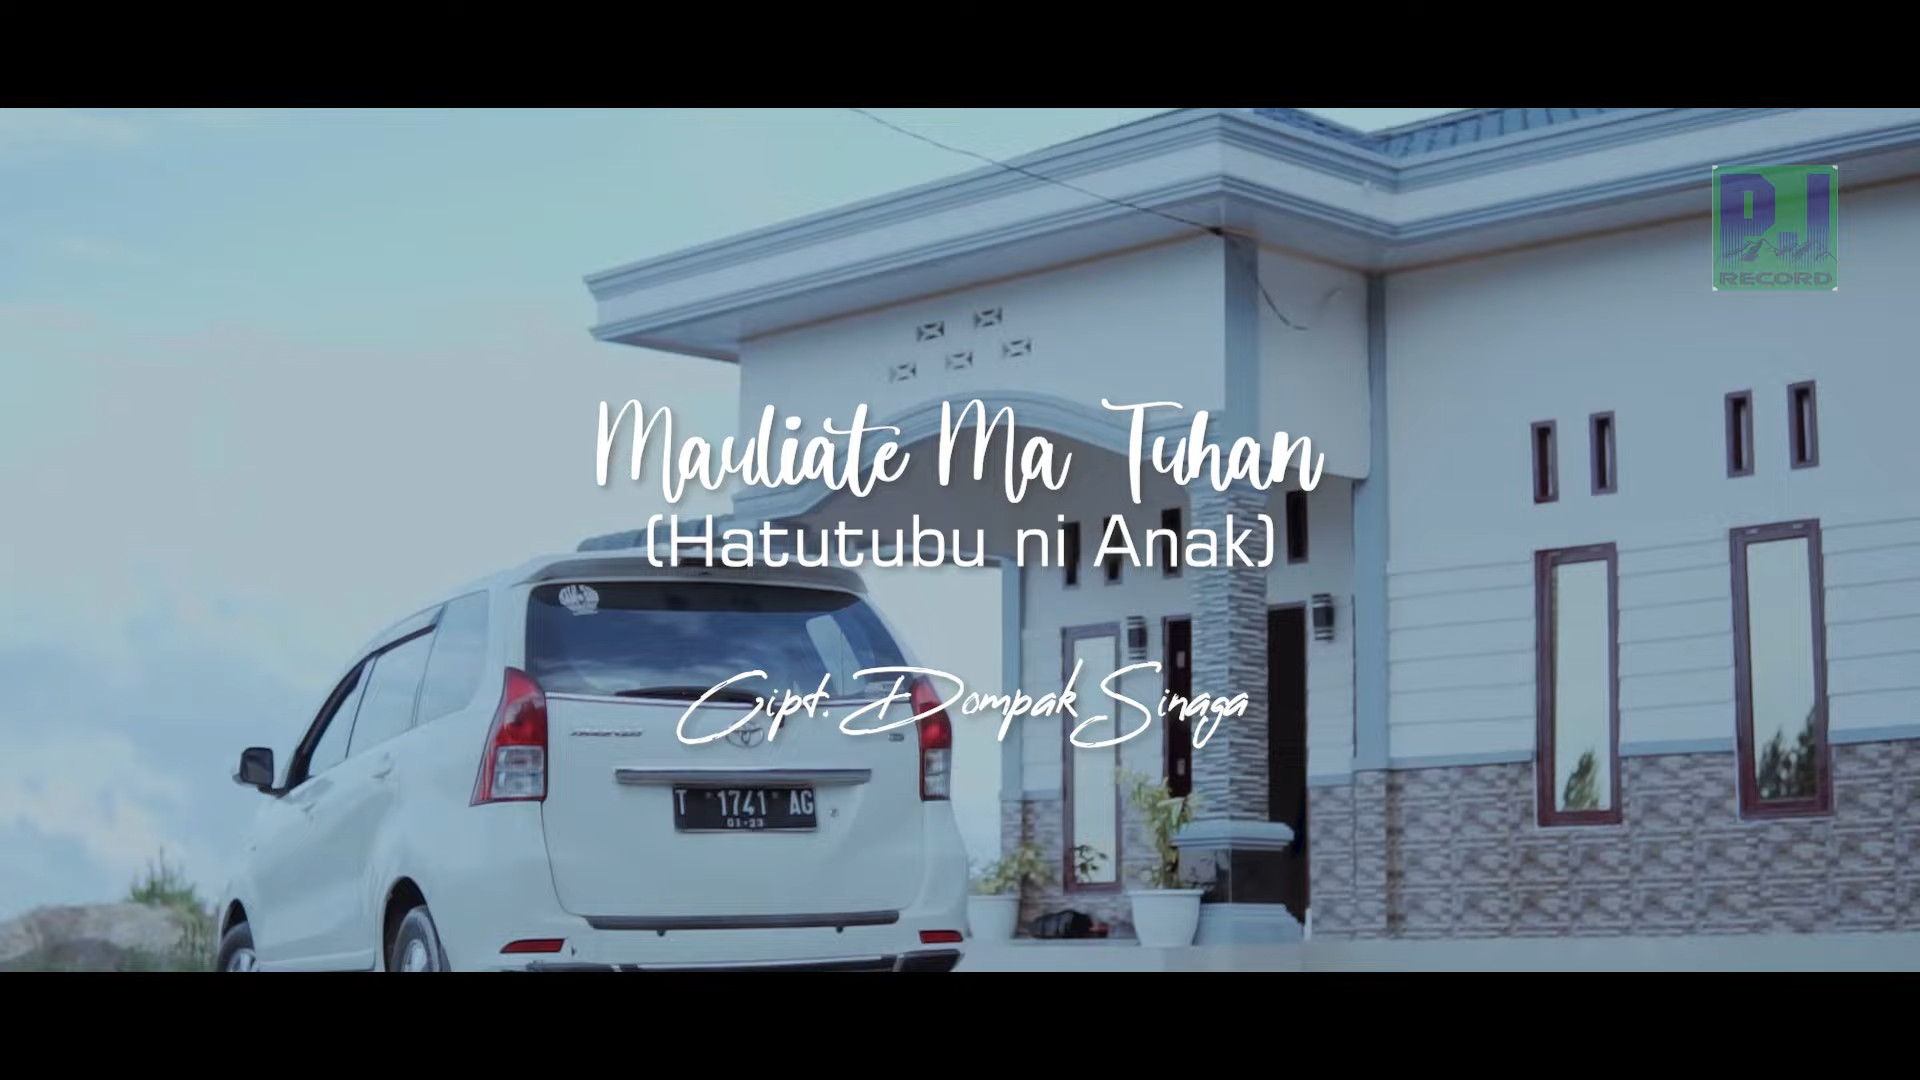 PJ
RECORD
Mauliate Ma Tuhan
(Hatutubu ni Anak)
Cipt. Dompak Sinaga
T 1741 AG
01·23